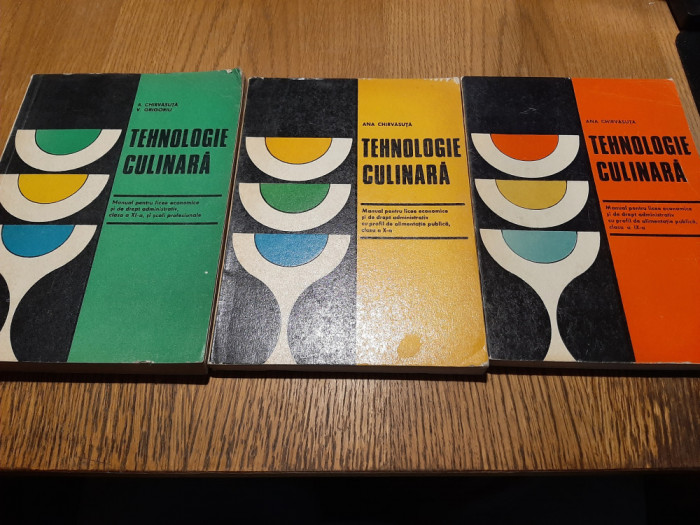 A. CHIRVASUȚĂ
V. GRIGORIU
TEHNOLOGIE
CULINARĂ
Manual pentru licee economice
și de drept administrativ,
clasa a XI-a, și școli profesionale
ANA CHIRVASUȚĂ
TEHNOLOGIE
CULINARĂ
Manual pentru licee economice
și de drept administrativ
cu profil de alimentație publică,
clasa a X-a
ANA CHIRVASUȚĂ
TEHNOLOGIE
CULINARĂ
Manual pentru licee economice
și de drept administrativ
cu profil de alimentație publică,
clasa a IX-a